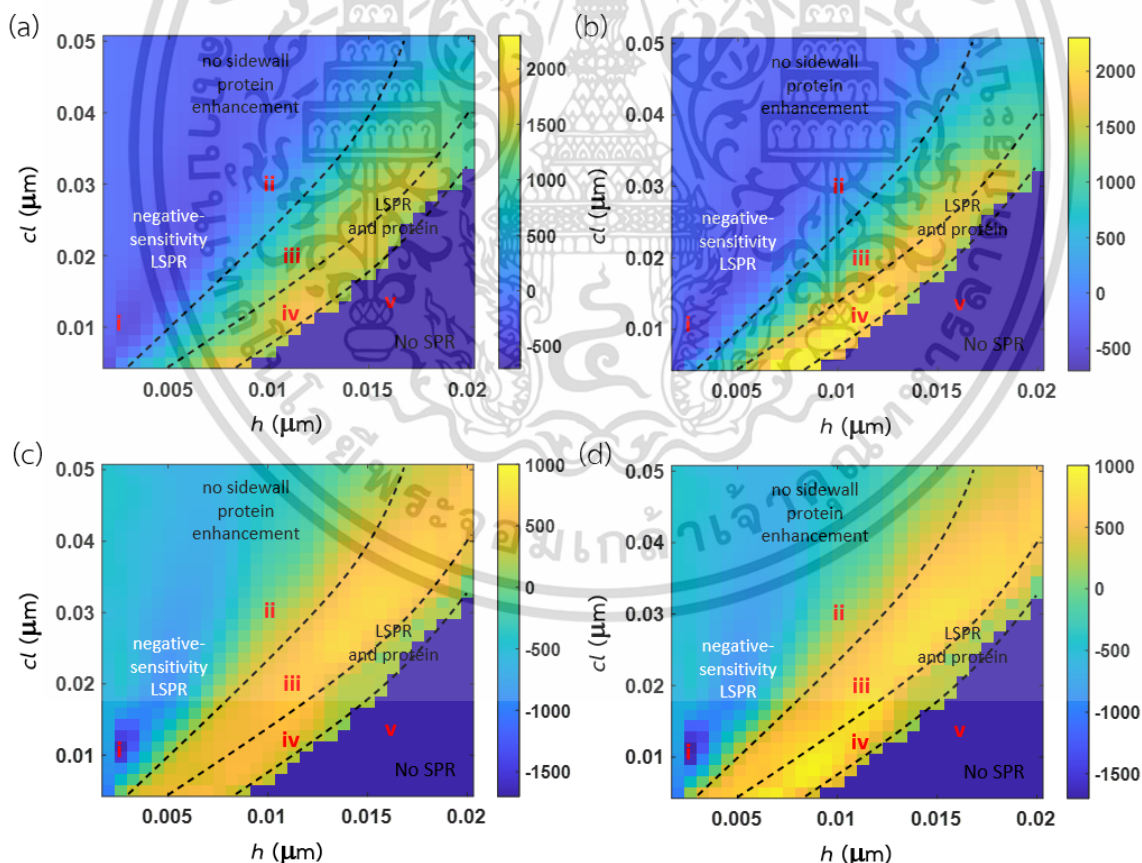 (a)
0.05
0.04
0.03
0.02
0.01
cl (µm)
no sidewall
protein
enhancement
ii
negative-
sensitivity
LSPR
LSPR
and protein
iii
i
iv
v
No SPR
0.005
0.01
0.015
0.02
h (µm)
2000
1500
1000
500
0
-500
(b)
0.05
0.04
0.03
0.02
0.01
cl (µm)
no sidewall
protein
enhancement
ii
negative-
sensitivity
LSPR
LSPR
and protein
iii
i
iv
v
No SPR
0.005
0.01
0.015
0.02
h (µm)
2000
1500
1000
500
0
-500
(c)
0.05
0.04
0.03
0.02
0.01
cl (µm)
no sidewall
protein
enhancement
ii
negative-
sensitivity
LSPR
LSPR
and protein
iii
i
iv
v
No SPR
0.005
0.01
0.015
0.02
h (µm)
1000
500
0
-500
-1000
-1500
(d)
0.05
0.04
0.03
0.02
0.01
cl (µm)
no sidewall
protein
enhancement
ii
negative-
sensitivity
LSPR
LSPR
and protein
iii
i
iv
v
No SPR
0.005
0.01
0.015
0.02
h (µm)
1000
500
0
-500
-1000
-1500